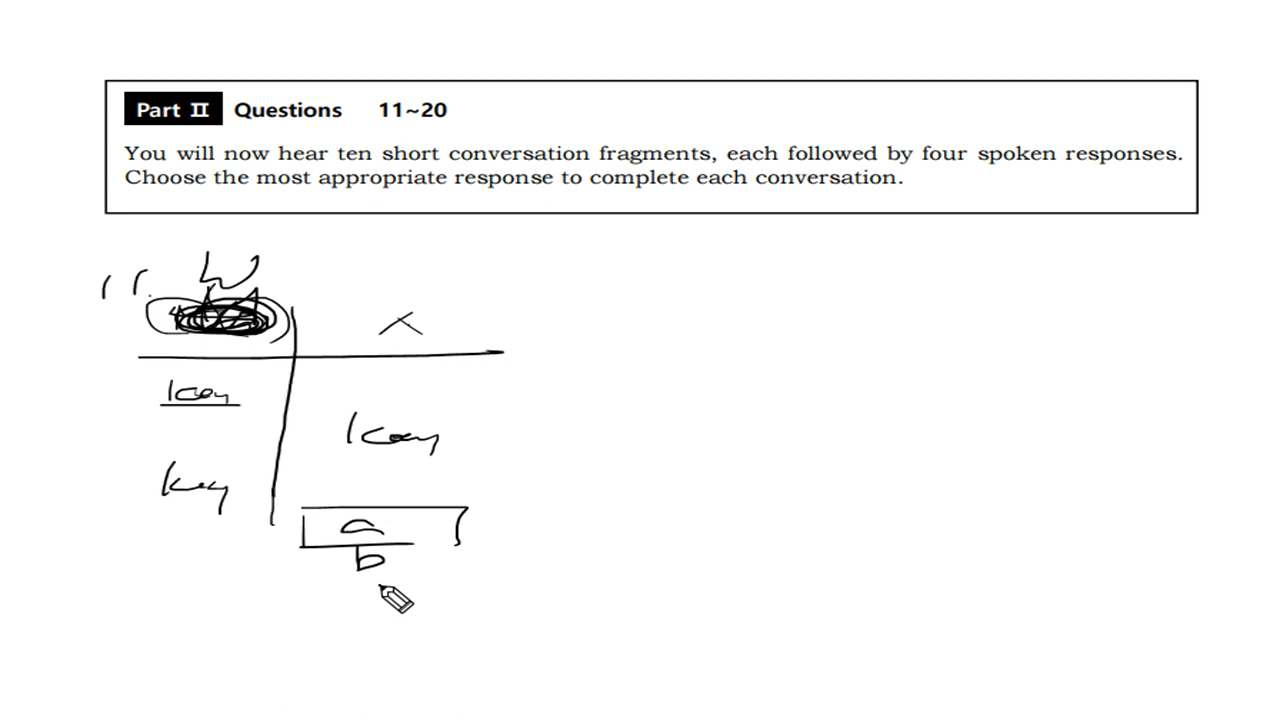 Part Ⅱ Questions 11~20
You will now hear ten short conversation fragments, each followed by four spoken responses.
Choose the most appropriate response to complete each conversation.
11. W
X
key
key
key
a
b